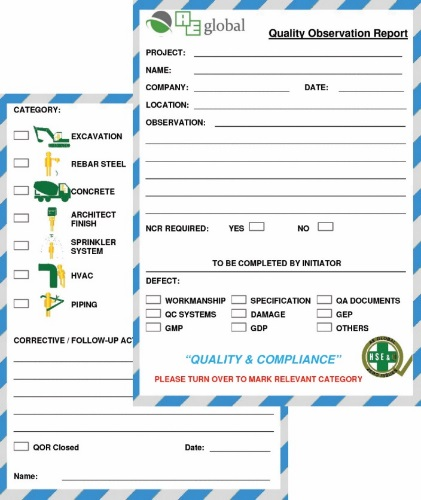 AE global
Quality Observation Report
PROJECT:
NAME:
COMPANY: DATE:
LOCATION:
OBSERVATION:
NCR REQUIRED: YES NO
TO BE COMPLETED BY INITIATOR
DEFECT:
WORKMANSHIP SPECIFICATION QA DOCUMENTS
QC SYSTEMS DAMAGE GEP
GMP GDP OTHERS
"QUALITY & COMPLIANCE"
PLEASE TURN OVER TO MARK RELEVANT CATEGORY
CATEGORY:
EXCAVATION
REBAR STEEL
CONCRETE
ARCHITECT
FINISH
SPRINKLER
SYSTEM
HVAC
PIPING
CORRECTIVE / FOLLOW-UP AC
QOR Closed Date:
Name: